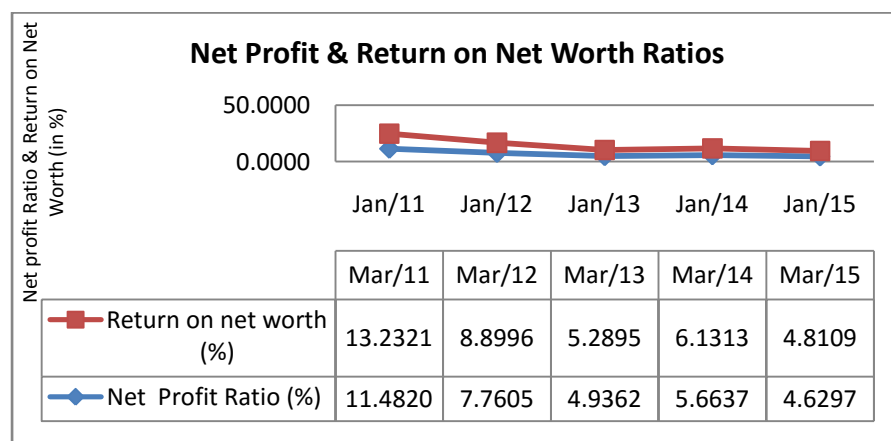 Net Profit & Return on Net Worth Ratios
Net profit Ratio & Return on Net
Worth (in %)
50.0000
0.0000
Jan/11 Jan/12 Jan/13 Jan/14 Jan/15
Mar/11 Mar/12 Mar/13 Mar/14 Mar/15
Return on net worth
(%)
13.2321 8.8996 5.2895 6.1313 4.8109
Net Profit Ratio (%) 11.4820 7.7605 4.9362 5.6637 4.6297